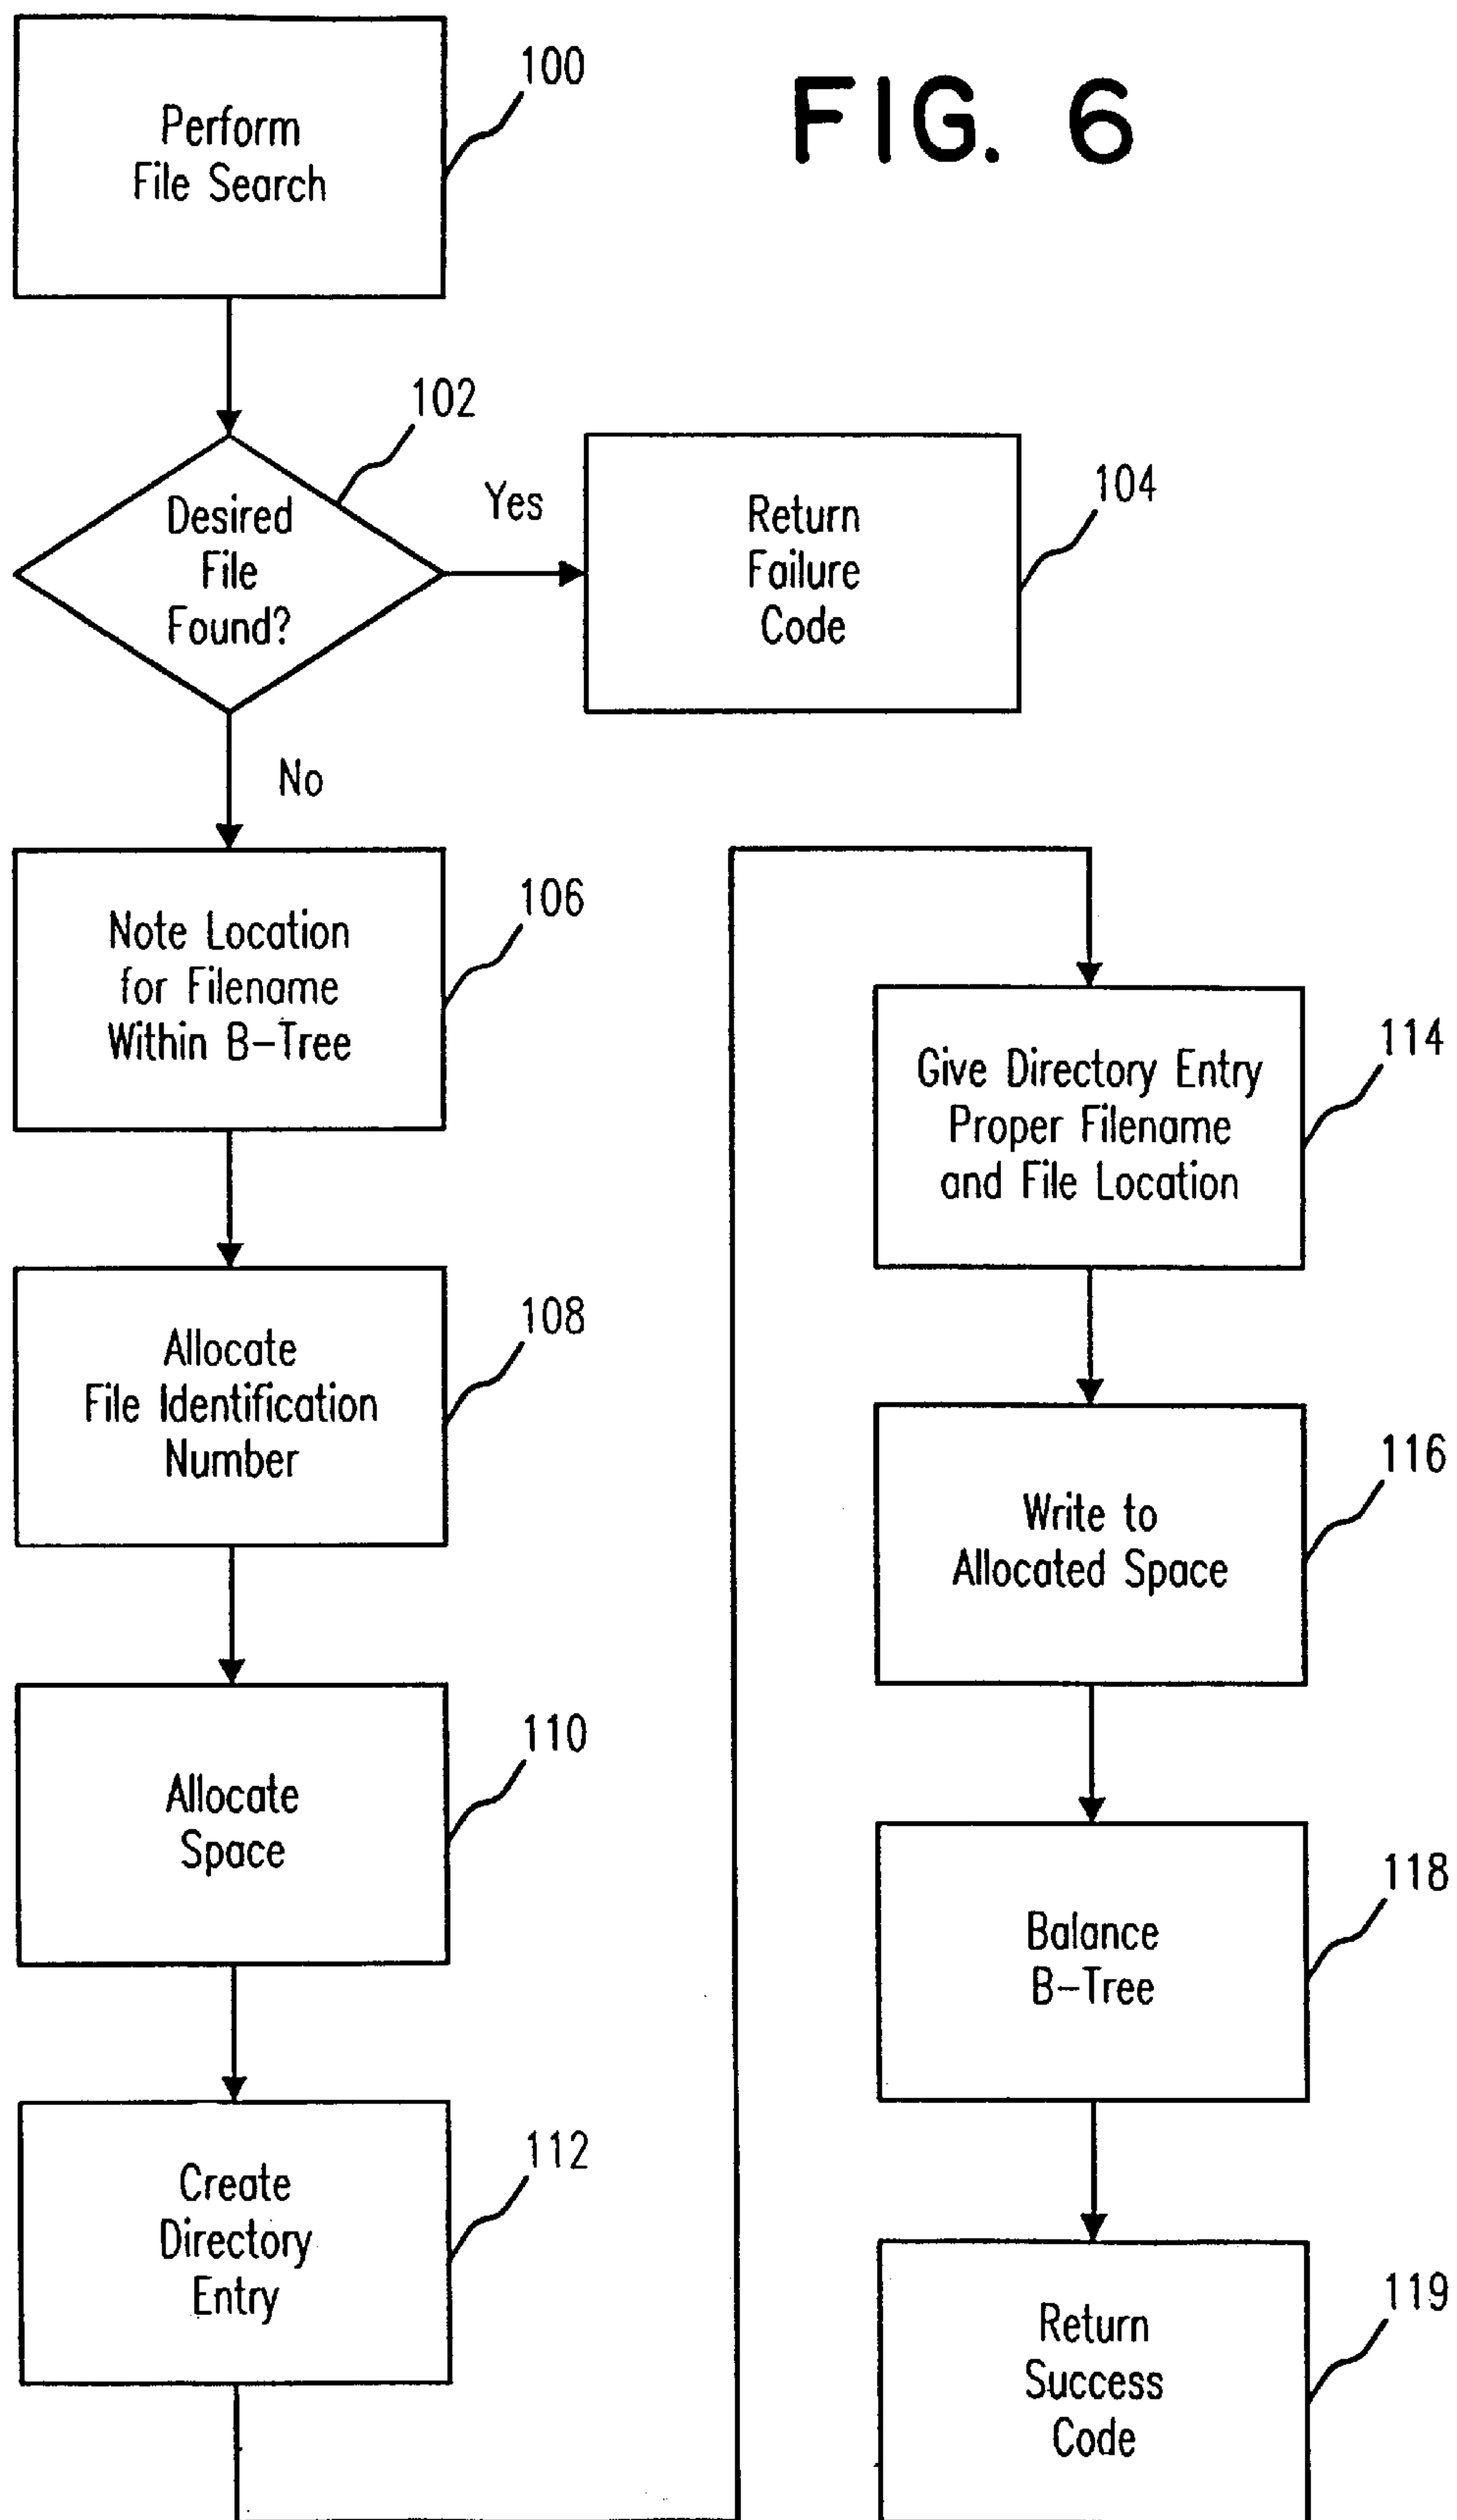 FIG. 6
100
Perform
File Search
102
Desired
File
Found?
Yes
104
Return
Failure
Code
No
106
Note Location
for Filename
Within B-Tree
108
Allocate
File Identification
Number
110
Allocate
Space
112
Create
Directory
Entry
114
Give Directory Entry
Proper Filename
and File Location
116
Write to
Allocated Space
118
Balance
B-Tree
119
Return
Success
Code